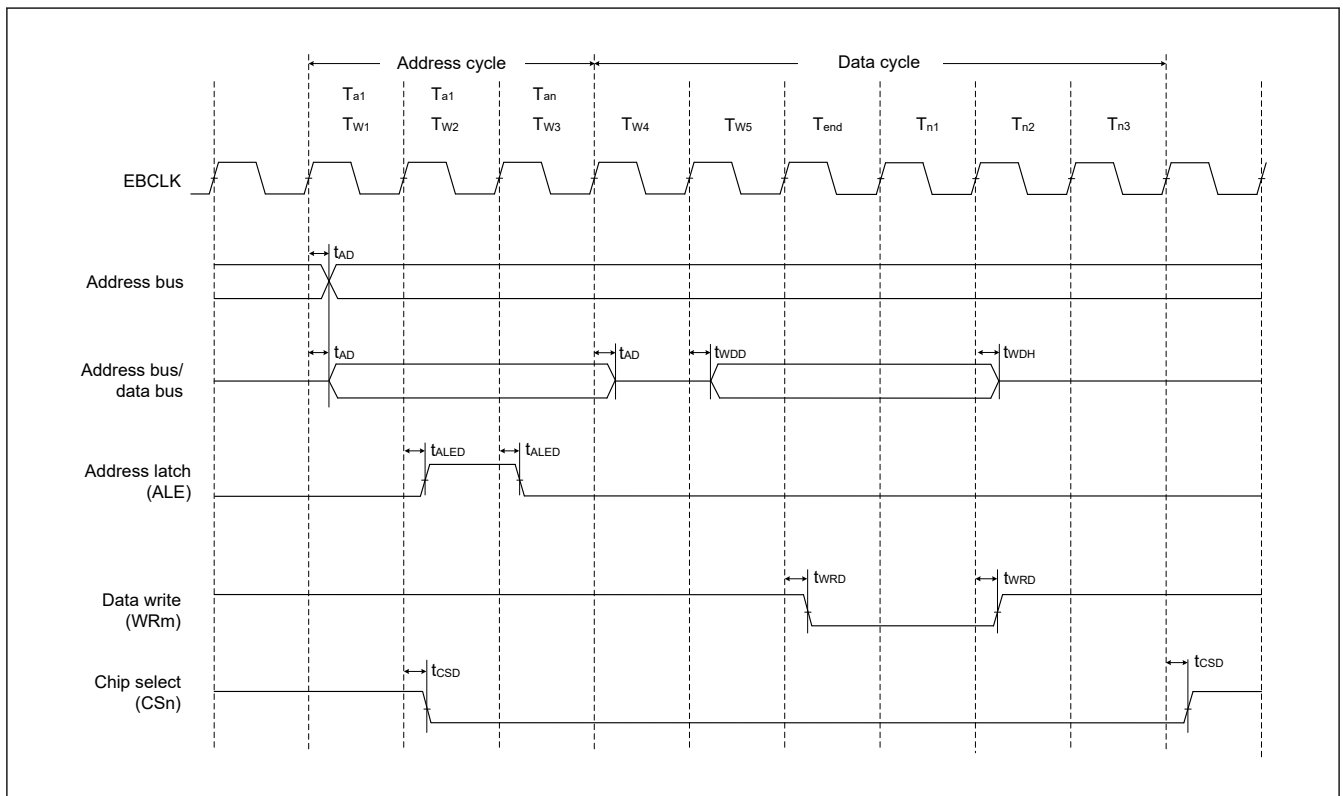 Address cycle Data cycle
Ta1 Ta1 Tan
TW1 TW2 TW3 TW4 TW5 Tend Tn1 Tn2 Tn3
EBCLK
tAD
Address bus
tAD tAD tWDD tWDH
Address bus/
data bus
tALED tALED
Address latch
(ALE)
tWRD tWRD
Data write
(WRm)
tCSD tCSD
Chip select
(CSn)